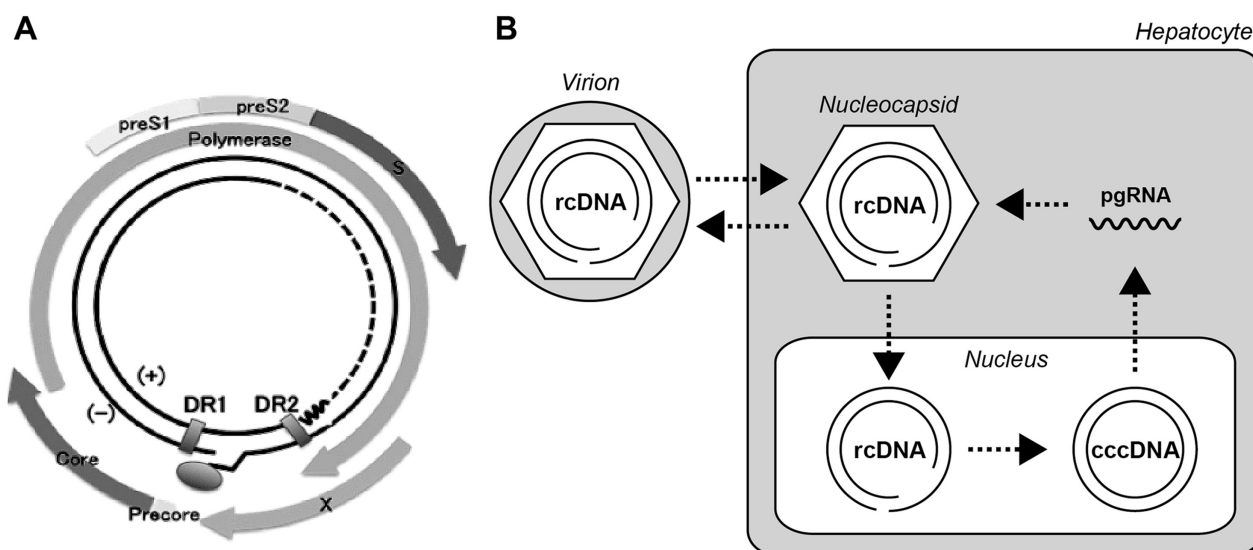 A
preS1
preS2
Polymerase
S
(+)
(−)
DR1
DR2
Core
Precore
X
B
Hepatocyte
Virion
Nucleocapsid
rcDNA
rcDNA
pgRNA
Nucleus
rcDNA
cccDNA